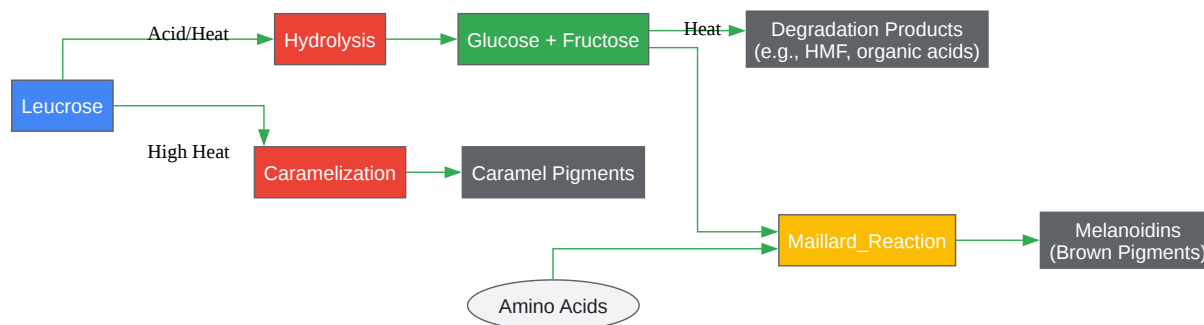 Acid/Heat
Hydrolysis
Glucose + Fructose
Heat
Degradation Products
(e.g., HMF, organic acids)
Leucrose
High Heat
Caramelization
Caramel Pigments
Maillard_Reaction
Melanoidins
(Brown Pigments)
Amino Acids